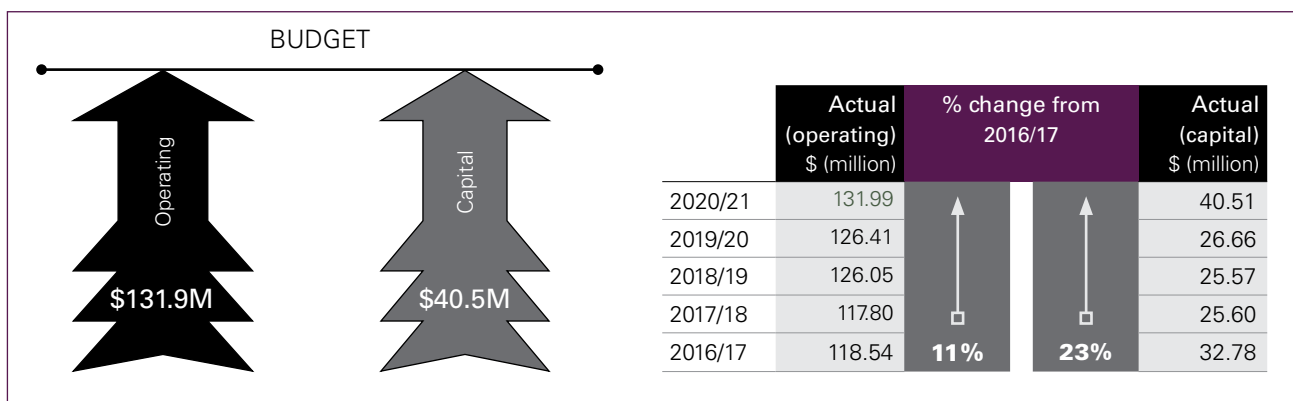 BUDGET
Operating
$131.9M
Capital
$40.5M
Actual (operating) $ (million)
% change from 2016/17
Actual (capital) $ (million)
2020/21 131.99 40.51
2019/20 126.41 26.66
2018/19 126.05 25.57
2017/18 117.80 25.60
2016/17 118.54 11% 23% 32.78